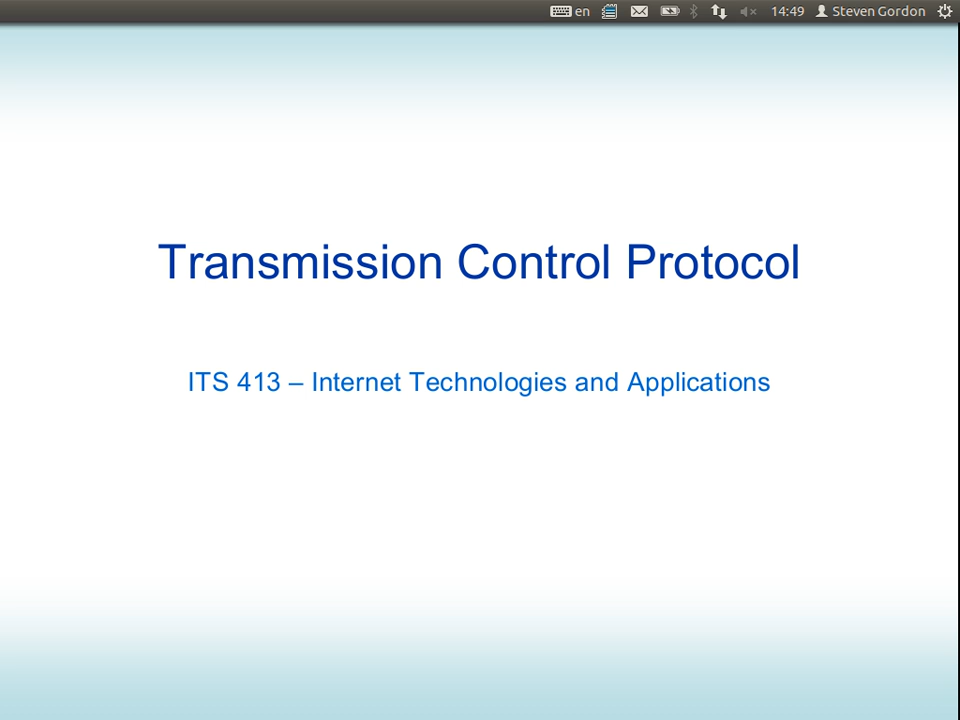 en 14:49 Steven Gordon
Transmission Control Protocol
ITS 413 – Internet Technologies and Applications